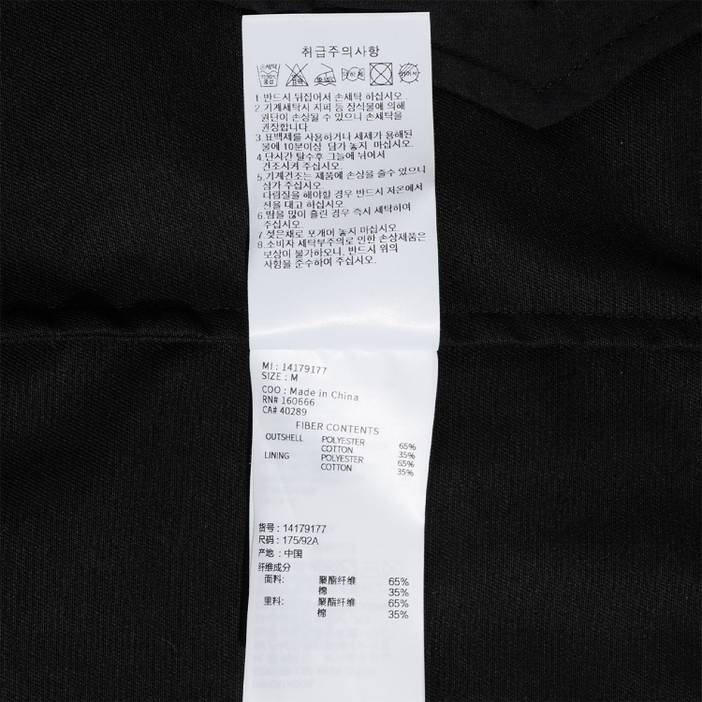 취급주의사항
1. 반드시 뒤집어서 손세탁 하십시오.
2. 기계세탁시 지퍼 등 장식물에 의해
원단이 손상될 수 있으니 손세탁을
권장합니다.
3. 표백제를 사용하거나 세제가 용해된
물에 10분이상 담가 놓지 마십시오.
4. 단시간 탈수후 그늘에 뉘어서
건조시켜 주십시오.
5. 기계건조는 제품에 손상을 줄수 있으니
삼가 주십시오.
다림질을 해야할 경우 반드시 저온에서
천을 대고 하십시오.
6. 땀을 많이 흘린 경우 즉시 세탁하여
주십시오.
7. 젖은채로 포개어 놓지 마십시오.
8. 소비자 세탁부주의로 인한 손상제품은
보상이 불가하오니, 반드시 위의
사항을 준수하여 주십시오.
MI : 14179177
SIZE : M
COO : Made in China
RN# 160666
CA# 40289
FIBER CONTENTS
OUTSHELL POLYESTER 65%
COTTON 35%
LINING POLYESTER 65%
COTTON 35%
货号 : 14179177
尺码 : 175/92A
产地 : 中国
纤维成分
面料: 聚酯纤维 65%
棉 35%
里料: 聚酯纤维 65%
棉 35%